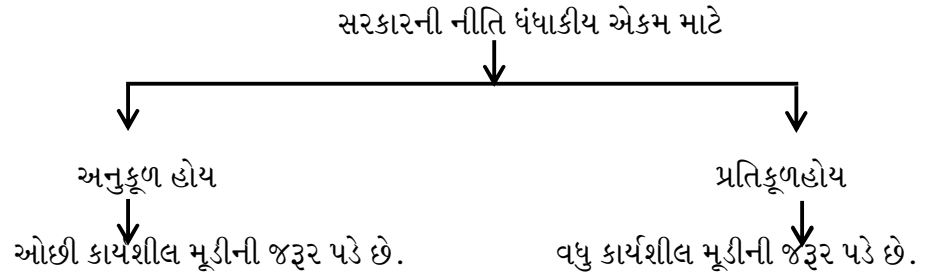 સરકારની નીતિ ધંધાકીય એકમ માટે
અનુકૂળ હોય
પ્રતિકૂળહોય
ઓછી કાર્યશીલ મૂડીની જરૂર પડે છે.
વધુ કાર્યશીલ મૂડીની જરૂર પડે છે.